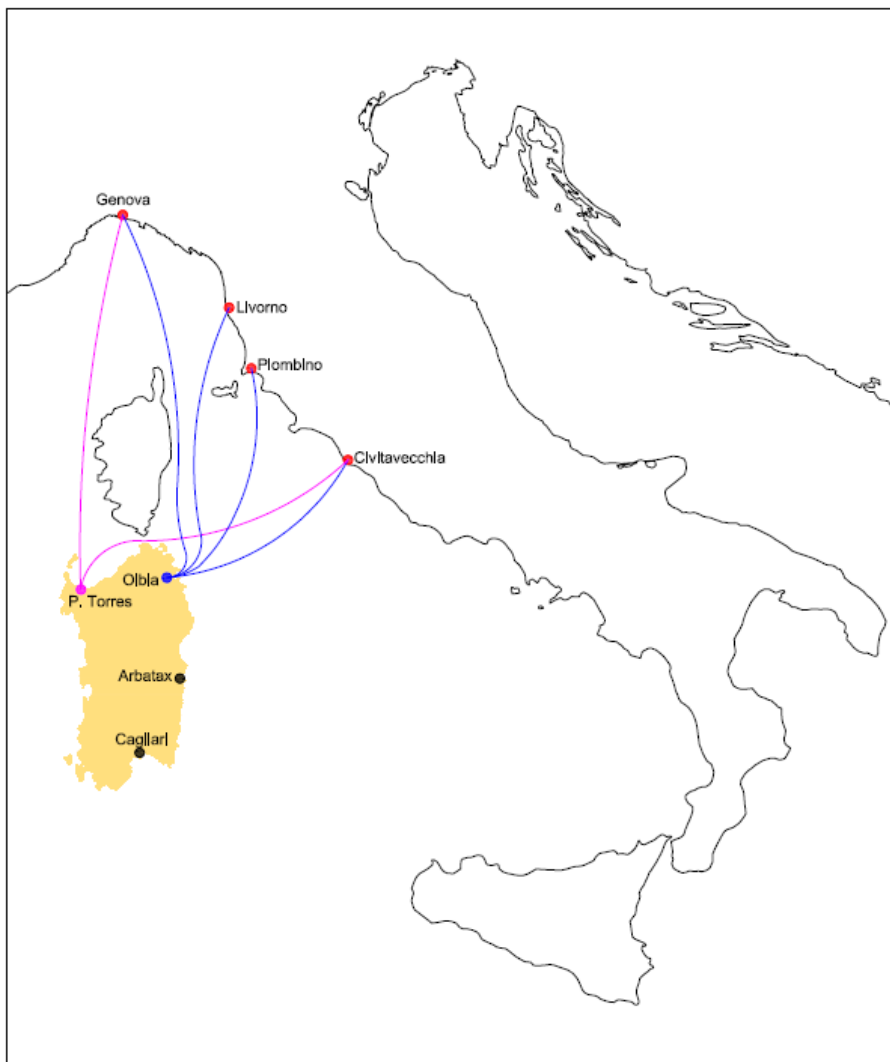 Genova
Livorno
Piombino
Civitavecchia
Olbia
P. Torres
Arbatax
Cagliari